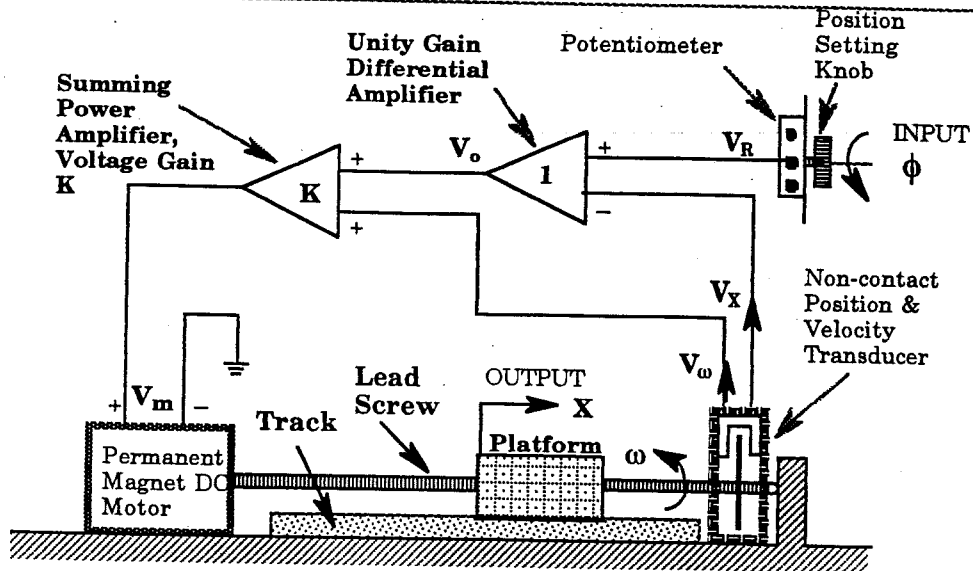 Position
Setting
Knob
Unity Gain
Differential
Amplifier
Potentiometer
Summing
Power
Amplifier,
Voltage Gain
K
V_R
INPUT
ϕ
V_o
+
1
−
+
K
+
Non-contact
Position &
Velocity
Transducer
V_X
V_ω
OUTPUT
X
Lead
Screw
+ V_m −
Track
Platform
ω
Permanent
Magnet DC
Motor